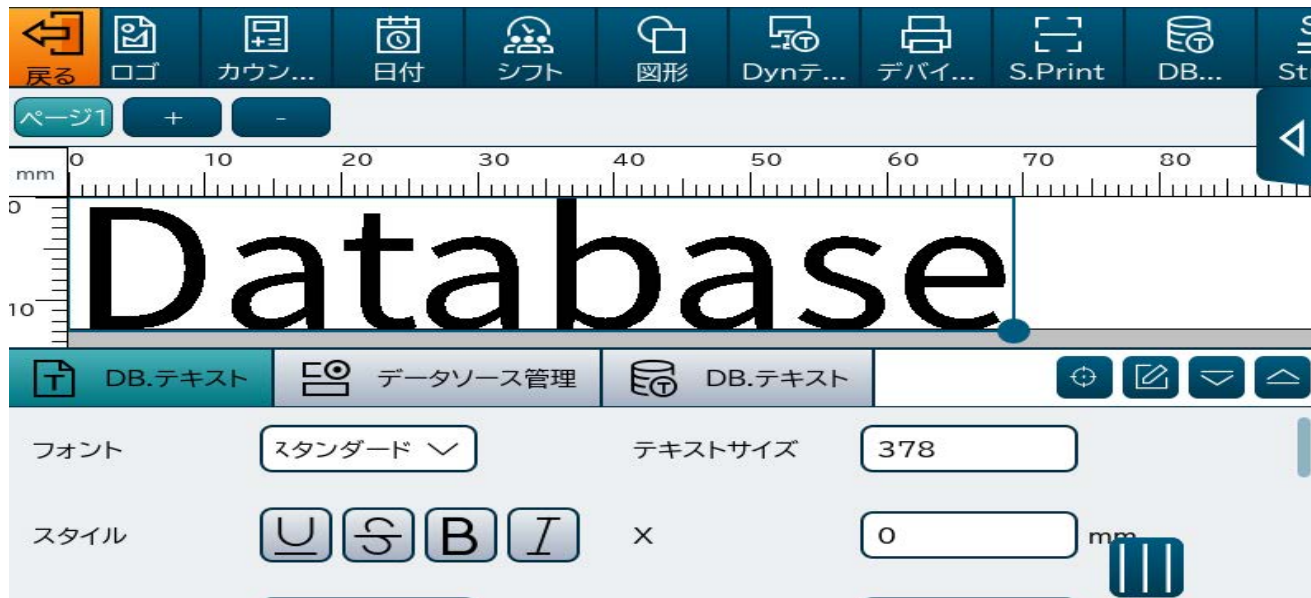 戻る ロゴ カウン... 日付 シフト 図形 Dynテ... デバイ... S.Print DB... St
ページ1 + -
mm 0 10 20 30 40 50 60 70 80
0
Database
10
DB.テキスト データソース管理 DB.テキスト
フォント スタンダード テキストサイズ 378
スタイル U S B I X 0 mm